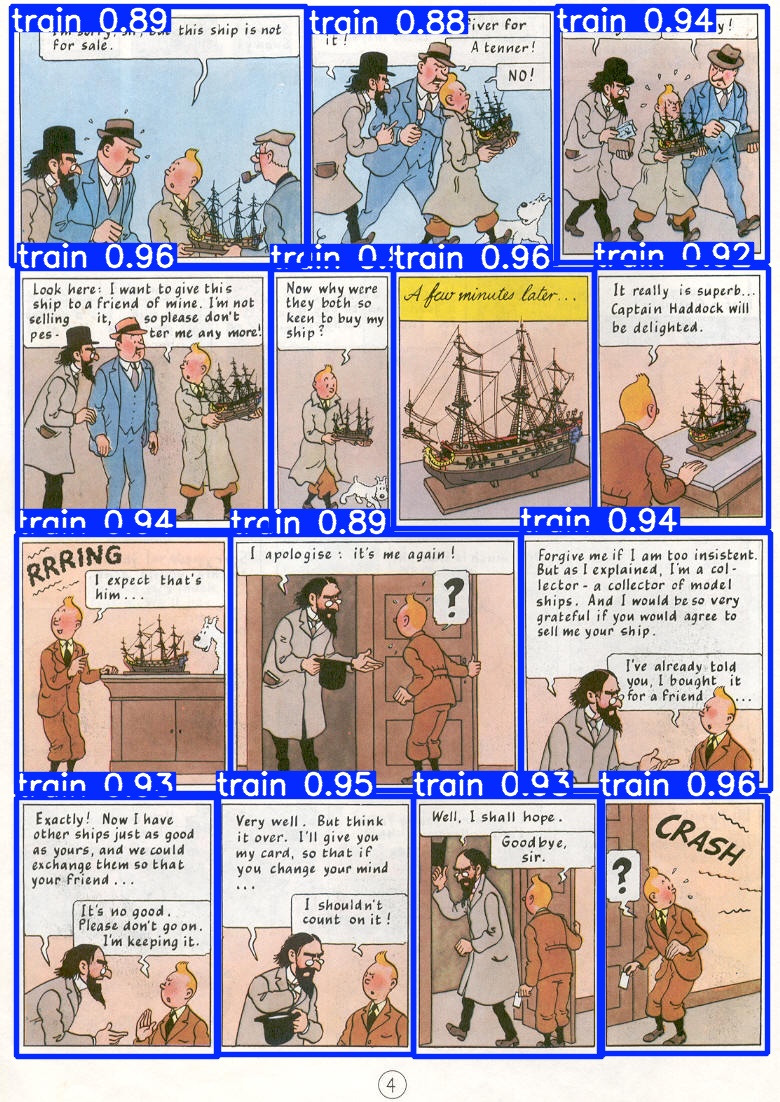 train 0.89
train 0.88
train 0.94
but this ship is not
for sale.
fiver for
it!
A tenner!
NO!
train 0.96
train
train 0.96
train 0.92
Look here: I want to give this
ship to a friend of mine. I'm not
selling it, so please don't
pes- ter me any more!
Now why were
they both so
keen to buy my
ship?
A few minutes later...
It really is superb...
Captain Haddock will
be delighted.
train 0.94
train 0.89
train 0.94
RRRING
I expect that's
him...
I apologise: it's me again!
?
Forgive me if I am too insistent.
But as I explained, I'm a col-
lector - a collector of model
ships. And I would be so very
grateful if you would agree to
sell me your ship.
I've already told
you, I bought it
for a friend ...
train 0.93
train 0.95
train 0.93
train 0.96
Exactly! Now I have
other ships just as good
as yours, and we could
exchange them so that
your friend ...
It's no good.
Please don't go on.
I'm keeping it.
Very well. But think
it over. I'll give you
my card, so that if
you change your mind
...
I shouldn't
count on it!
Well, I shall hope.
Goodbye,
sir.
CRASH
?
4